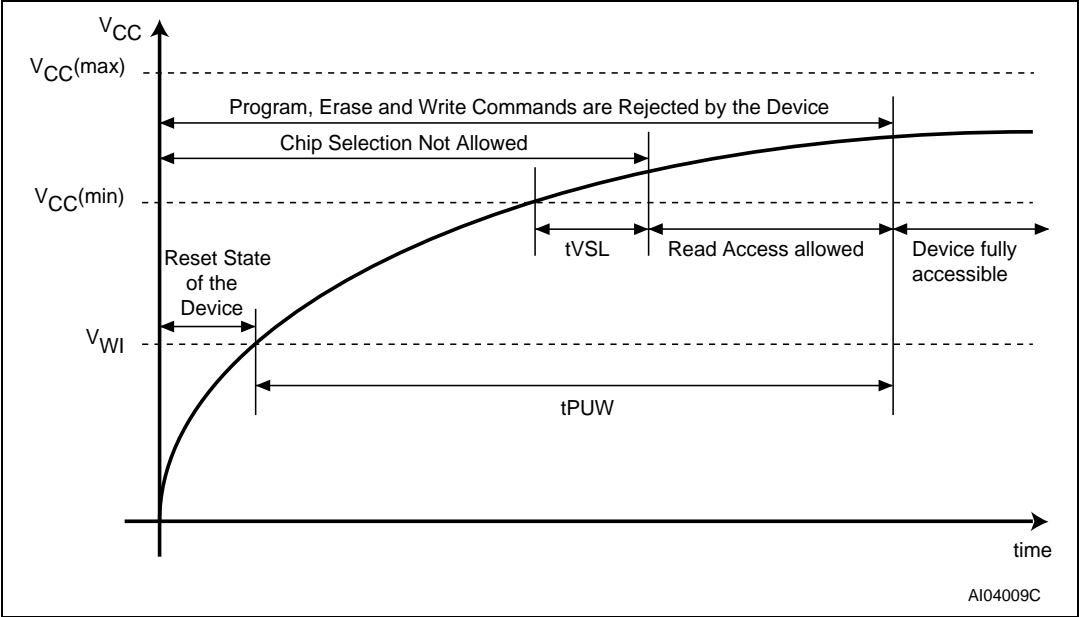 VCC
VCC(max)
Program, Erase and Write Commands are Rejected by the Device
Chip Selection Not Allowed
VCC(min)
tVSL
Read Access allowed
Device fully
accessible
Reset State
of the
Device
VWI
tPUW
time
AI04009C